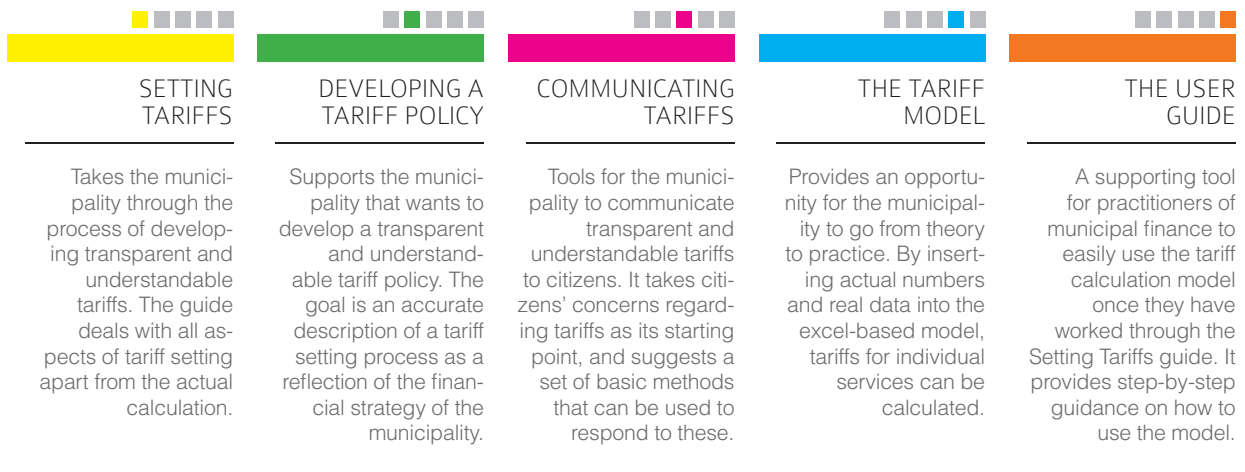 SETTING
TARIFFS
Takes the munici-
pality through the
process of develop-
ing transparent and
understandable
tariffs. The guide
deals with all as-
pects of tariff setting
apart from the actual
calculation.
DEVELOPING A
TARIFF POLICY
Supports the munici-
pality that wants to
develop a transparent
and understand-
able tariff policy. The
goal is an accurate
description of a tariff
setting process as a
reflection of the finan-
cial strategy of the
municipality.
COMMUNICATING
TARIFFS
Tools for the munici-
pality to communicate
transparent and
understandable tariffs
to citizens. It takes citi-
zens’ concerns regard-
ing tariffs as its starting
point, and suggests a
set of basic methods
that can be used to
respond to these.
THE TARIFF
MODEL
Provides an opportu-
nity for the municipal-
ity to go from theory
to practice. By insert-
ing actual numbers
and real data into the
excel-based model,
tariffs for individual
services can be
calculated.
THE USER
GUIDE
A supporting tool
for practitioners of
municipal finance to
easily use the tariff
calculation model
once they have
worked through the
Setting Tariffs guide. It
provides step-by-step
guidance on how to
use the model.